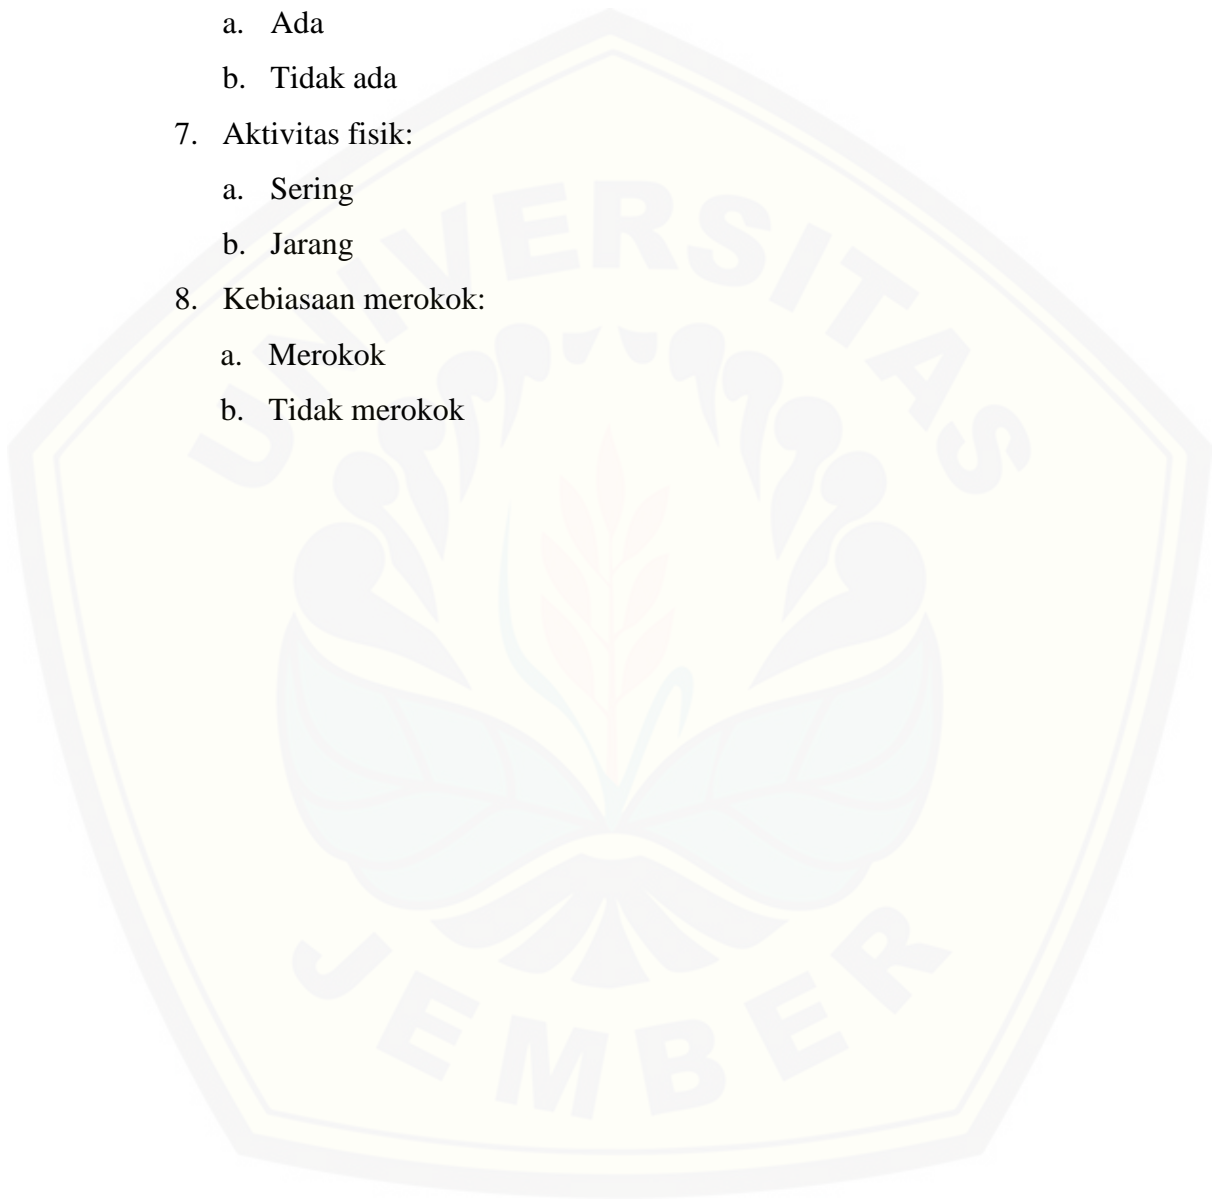 a. Ada
b. Tidak ada
7. Aktivitas fisik:
a. Sering
b. Jarang
8. Kebiasaan merokok:
a. Merokok
b. Tidak merokok
UNIVERSITAS
JEMBER